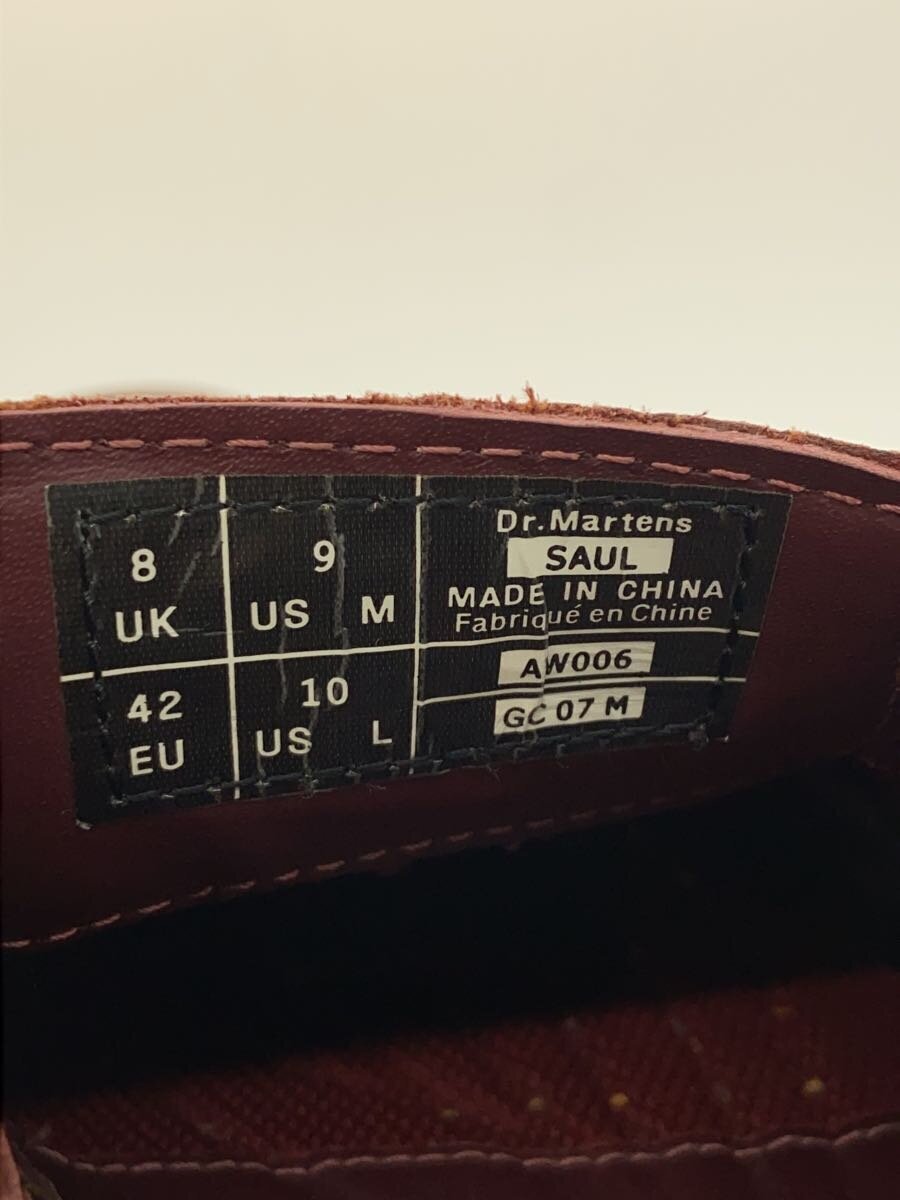 8
UK
9
US M
42
EU
10
US L
Dr.Martens
SAUL
MADE IN CHINA
Fabriqué en Chine
AW006
GC 07 M